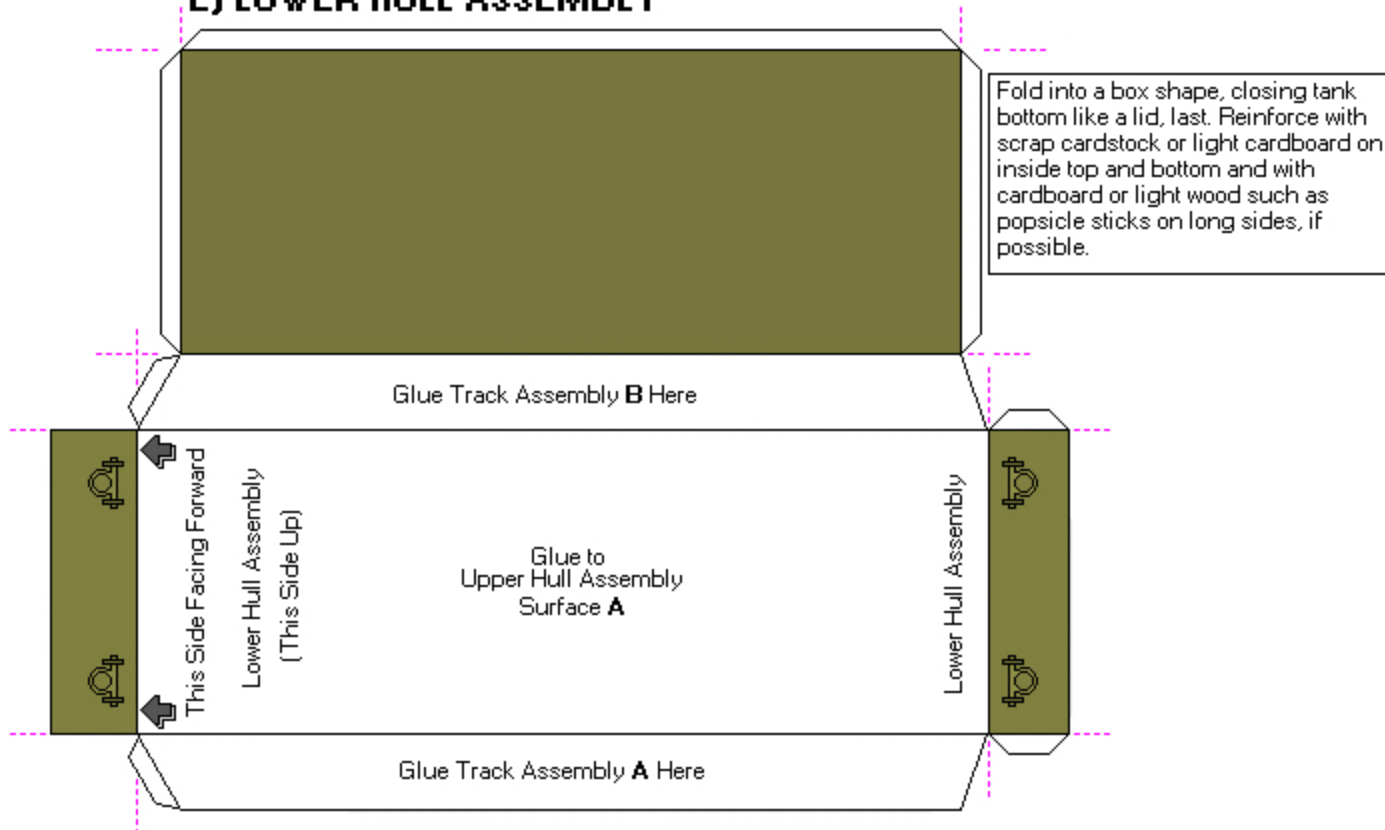 E) LOWER HULL ASSEMBLY
Fold into a box shape, closing tank
bottom like a lid, last. Reinforce with
scrap cardstock or light cardboard on
inside top and bottom and with
cardboard or light wood such as
popsicle sticks on long sides, if
possible.
Glue Track Assembly B Here
This Side Facing Forward
Lower Hull Assembly
(This Side Up)
Glue to
Upper Hull Assembly
Surface A
Lower Hull Assembly
Glue Track Assembly A Here